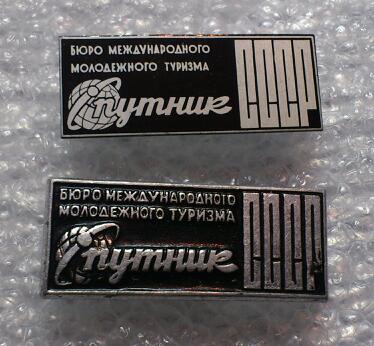 БЮРО МЕЖДУНАРОДНОГО
МОЛОДЕЖНОГО ТУРИЗМА
Спутник СССР
БЮРО МЕЖДУНАРОДНОГО
МОЛОДЕЖНОГО ТУРИЗМА
Спутник СССР